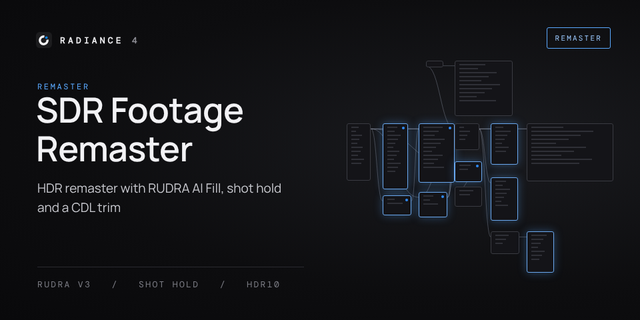 RADIANCE 4
REMASTER
REMASTER
SDR Footage
Remaster
HDR remaster with RUDRA AI Fill, shot hold
and a CDL trim
RUDRA V3 / SHOT HOLD / HDR10